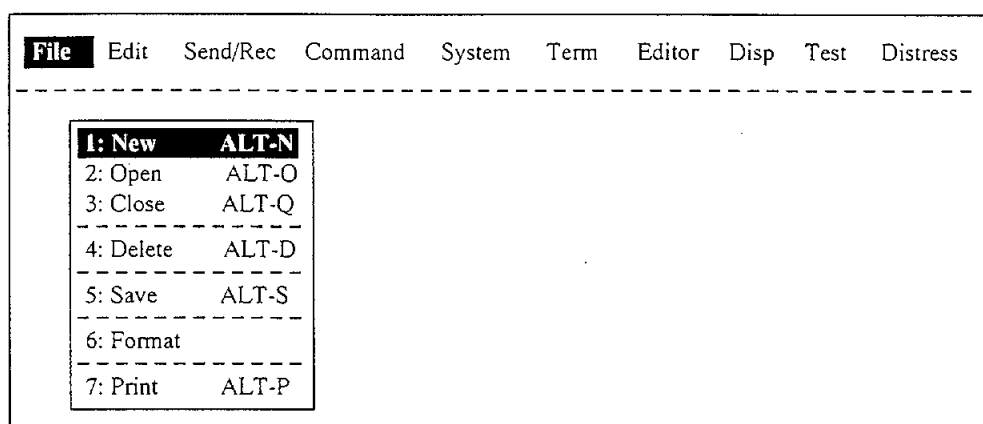 File Edit Send/Rec Command System Term Editor Disp Test Distress
1: New ALT-N
2: Open ALT-O
3: Close ALT-Q
4: Delete ALT-D
5: Save ALT-S
6: Format
7: Print ALT-P